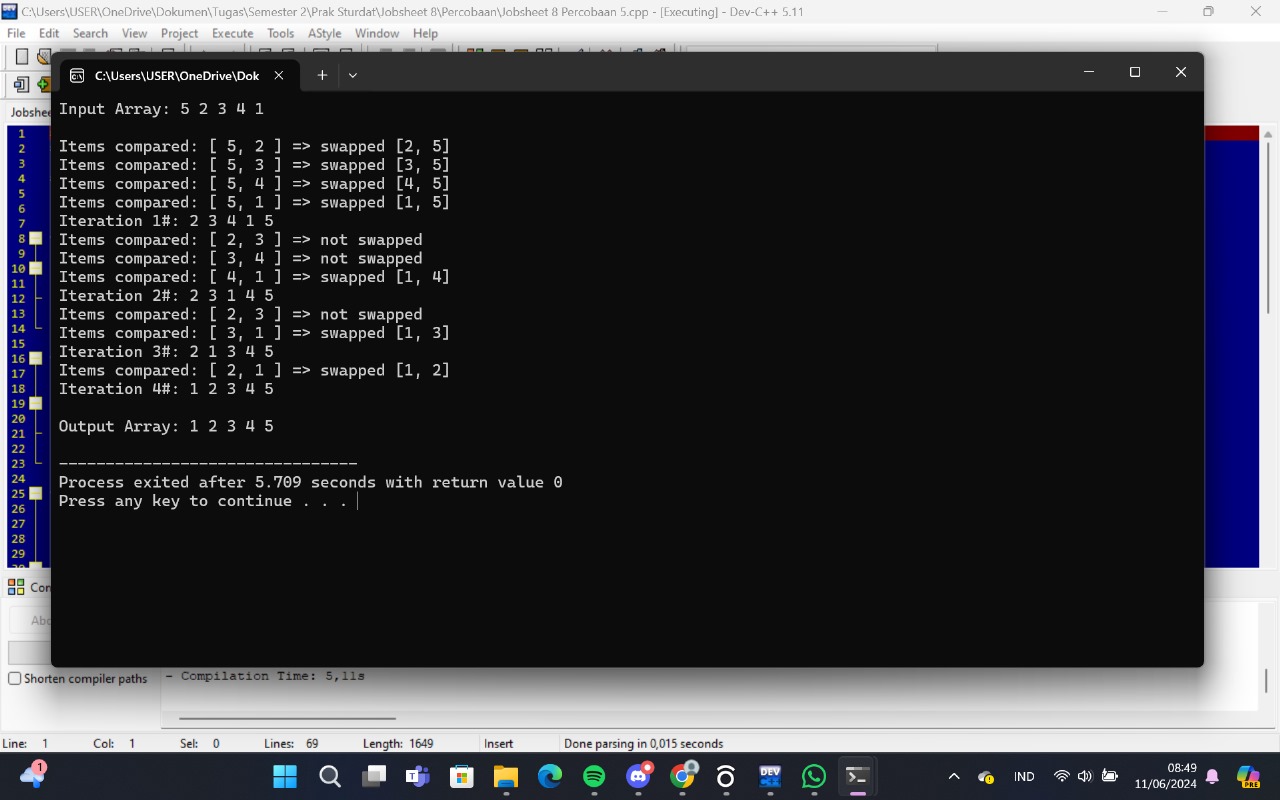 C:\Users\USER\OneDrive\Dokumen\Tugas\Semester 2\Prak Sturdat\Jobsheet 8\Percobaan\Jobsheet 8 Percobaan 5.cpp - [Executing] - Dev-C++ 5.11
File Edit Search View Project Execute Tools AStyle Window Help
C:\Users\USER\OneDrive\Dok
Input Array: 5 2 3 4 1
Items compared: [ 5, 2 ] => swapped [2, 5]
Items compared: [ 5, 3 ] => swapped [3, 5]
Items compared: [ 5, 4 ] => swapped [4, 5]
Items compared: [ 5, 1 ] => swapped [1, 5]
Iteration 1#: 2 3 4 1 5
Items compared: [ 2, 3 ] => not swapped
Items compared: [ 3, 4 ] => not swapped
Items compared: [ 4, 1 ] => swapped [1, 4]
Iteration 2#: 2 3 1 4 5
Items compared: [ 2, 3 ] => not swapped
Items compared: [ 3, 1 ] => swapped [1, 3]
Iteration 3#: 2 1 3 4 5
Items compared: [ 2, 1 ] => swapped [1, 2]
Iteration 4#: 1 2 3 4 5
Output Array: 1 2 3 4 5
--------------------------------
Process exited after 5.709 seconds with return value 0
Press any key to continue . . .
Jobshee
1
2
3
4
5
6
7
8
9
10
11
12
13
14
15
16
17
18
19
20
21
22
23
24
25
26
27
28
29
Con
Abo
Shorten compiler paths
- Compilation Time: 5,11s
Line: 1 Col: 1 Sel: 0 Lines: 69 Length: 1649 Insert Done parsing in 0,015 seconds
1
DEV
IND
08:49
11/06/2024
PRE